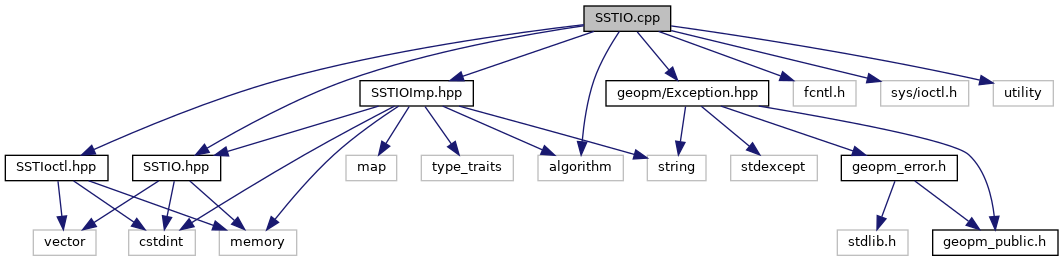 SSTIO.cpp
SSTIOImp.hpp
geopm/Exception.hpp
fcntl.h
sys/ioctl.h
utility
SSTIoctl.hpp
SSTIO.hpp
map
type_traits
algorithm
string
stdexcept
geopm_error.h
vector
cstdint
memory
stdlib.h
geopm_public.h